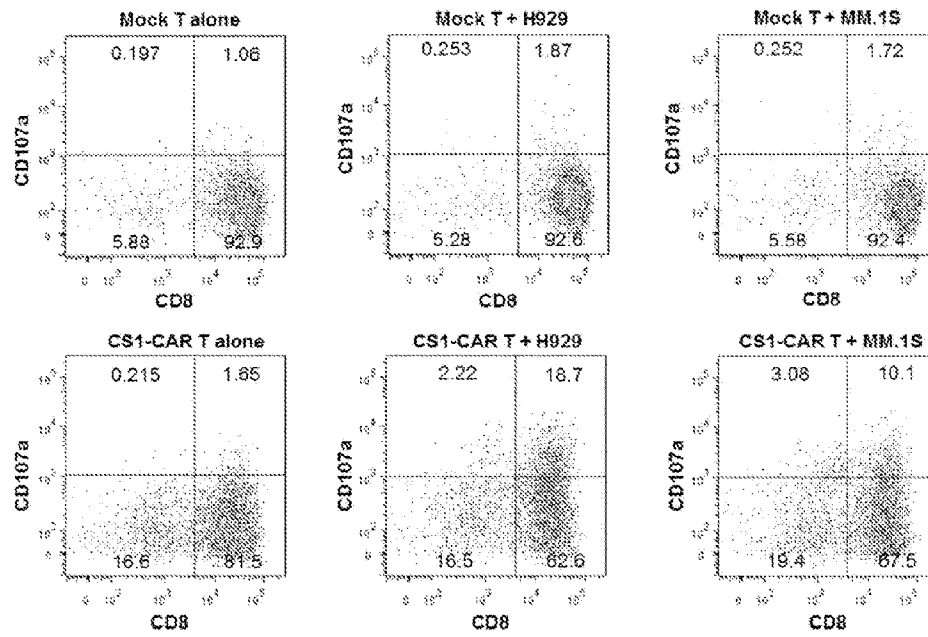 Mock T alone
Mock T + H929
Mock T + MM.1S
0.197 1.06
0.253 1.87
0.252 1.72
CD107a
CD107a
CD107a
5.88 92.9
5.28 92.6
5.58 92.4
CD8
CD8
CD8
CS1-CAR T alone
CS1-CAR T + H929
CS1-CAR T + MM.1S
0.215 1.65
2.22 18.7
3.08 10.1
CD107a
CD107a
CD107a
16.6 81.5
16.5 62.6
19.4 67.5
CD8
CD8
CD8